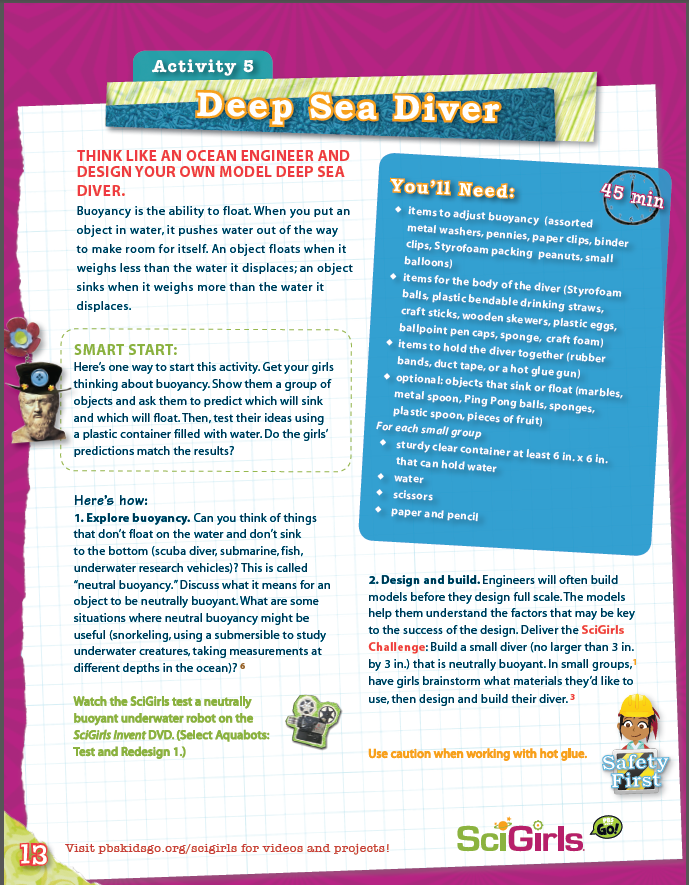 Activity 5
Deep Sea Diver
THINK LIKE AN OCEAN ENGINEER AND
DESIGN YOUR OWN MODEL DEEP SEA
DIVER.
Buoyancy is the ability to float. When you put an
object in water, it pushes water out of the way
to make room for itself. An object floats when it
weighs less than the water it displaces; an object
sinks when it weighs more than the water it
displaces.
SMART START:
Here's one way to start this activity. Get your girls
thinking about buoyancy. Show them a group of
objects and ask them to predict which will sink
and which will float. Then, test their ideas using
a plastic container filled with water. Do the girls'
predictions match the results?
Here's how:
1. Explore buoyancy. Can you think of things
that don't float on the water and don't sink
to the bottom (scuba diver, submarine, fish,
underwater research vehicles)? This is called
"neutral buoyancy." Discuss what it means for an
object to be neutrally buoyant. What are some
situations where neutral buoyancy might be
useful (snorkeling, using a submersible to study
underwater creatures, taking measurements at
different depths in the ocean)? 6
Watch the SciGirls test a neutrally
buoyant underwater robot on the
SciGirls Invent DVD. (Select Aquabots:
Test and Redesign 1.)
You'll Need:
45 min
◆ items to adjust buoyancy (assorted
metal washers, pennies, paper clips, binder
clips, Styrofoam packing peanuts, small
balloons)
◆ items for the body of the diver (Styrofoam
balls, plastic bendable drinking straws,
craft sticks, wooden skewers, plastic eggs,
ballpoint pen caps, sponge, craft foam)
◆ items to hold the diver together (rubber
bands, duct tape, or a hot glue gun)
◆ optional: objects that sink or float (marbles,
metal spoon, Ping Pong balls, sponges,
plastic spoon, pieces of fruit)
For each small group
◆ sturdy clear container at least 6 in. x 6 in.
that can hold water
◆ water
◆ scissors
◆ paper and pencil
2. Design and build. Engineers will often build
models before they design full scale. The models
help them understand the factors that may be key
to the success of the design. Deliver the SciGirls
Challenge: Build a small diver (no larger than 3 in.
by 3 in.) that is neutrally buoyant. In small groups,1
have girls brainstorm what materials they'd like to
use, then design and build their diver. 3
Use caution when working with hot glue.
Safety
First
13
Visit pbskidsgo.org/scigirls for videos and projects!
SciGirls
PBS
GO!